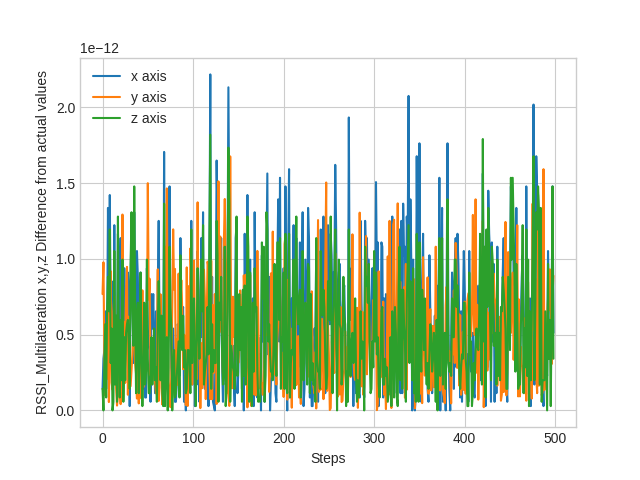 1e−12
RSSI_Multilateration x,y,z Difference from actual values
x axis
y axis
z axis
2.0
1.5
1.0
0.5
0.0
0 100 200 300 400 500
Steps